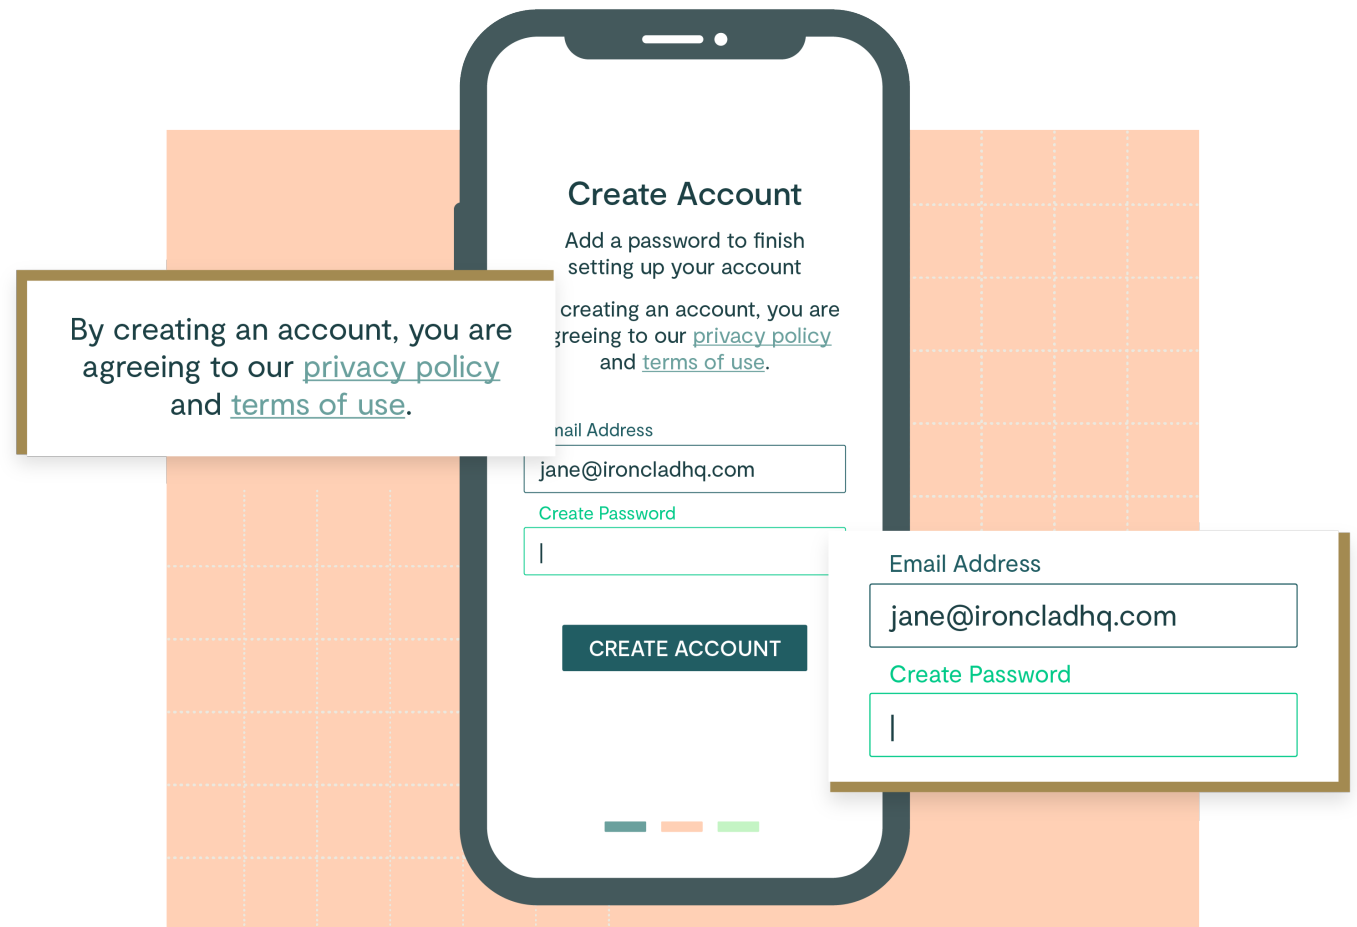 Create Account
Add a password to finish
setting up your account
creating an account, you are
greeing to our privacy policy
and terms of use.
By creating an account, you are
agreeing to our privacy policy
and terms of use.
mail Address
jane@ironcladhq.com
Create Password
CREATE ACCOUNT
Email Address
jane@ironcladhq.com
Create Password